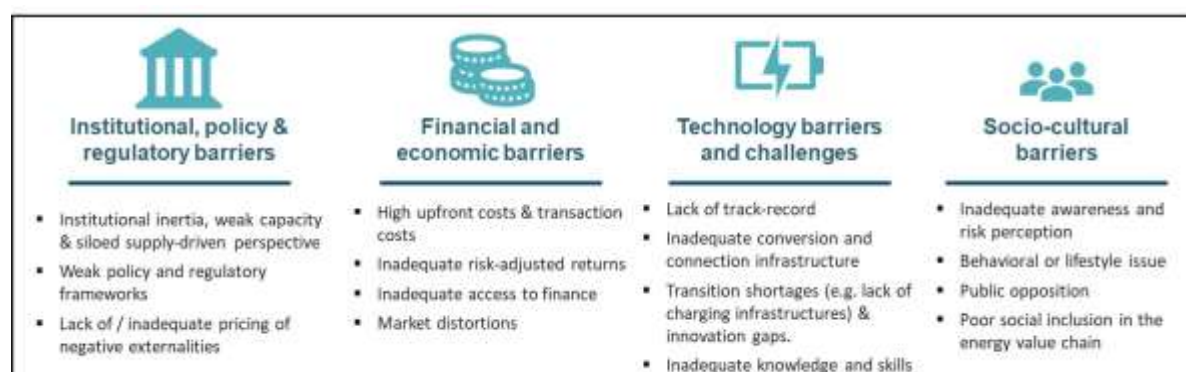 Institutional, policy &
regulatory barriers
▪ Institutional inertia, weak capacity
& siloed supply-driven perspective
▪ Weak policy and regulatory
frameworks
▪ Lack of / inadequate pricing of
negative externalities
Financial and
economic barriers
▪ High upfront costs & transaction
costs
▪ Inadequate risk-adjusted returns
▪ Inadequate access to finance
▪ Market distortions
Technology barriers
and challenges
▪ Lack of track-record
▪ Inadequate conversion and
connection infrastructure
▪ Transition shortages (e.g. lack of
charging infrastructures) &
innovation gaps.
▪ Inadequate knowledge and skills
Socio-cultural
barriers
▪ Inadequate awareness and
risk perception
▪ Behavioral or lifestyle issue
▪ Public opposition
▪ Poor social inclusion in the
energy value chain